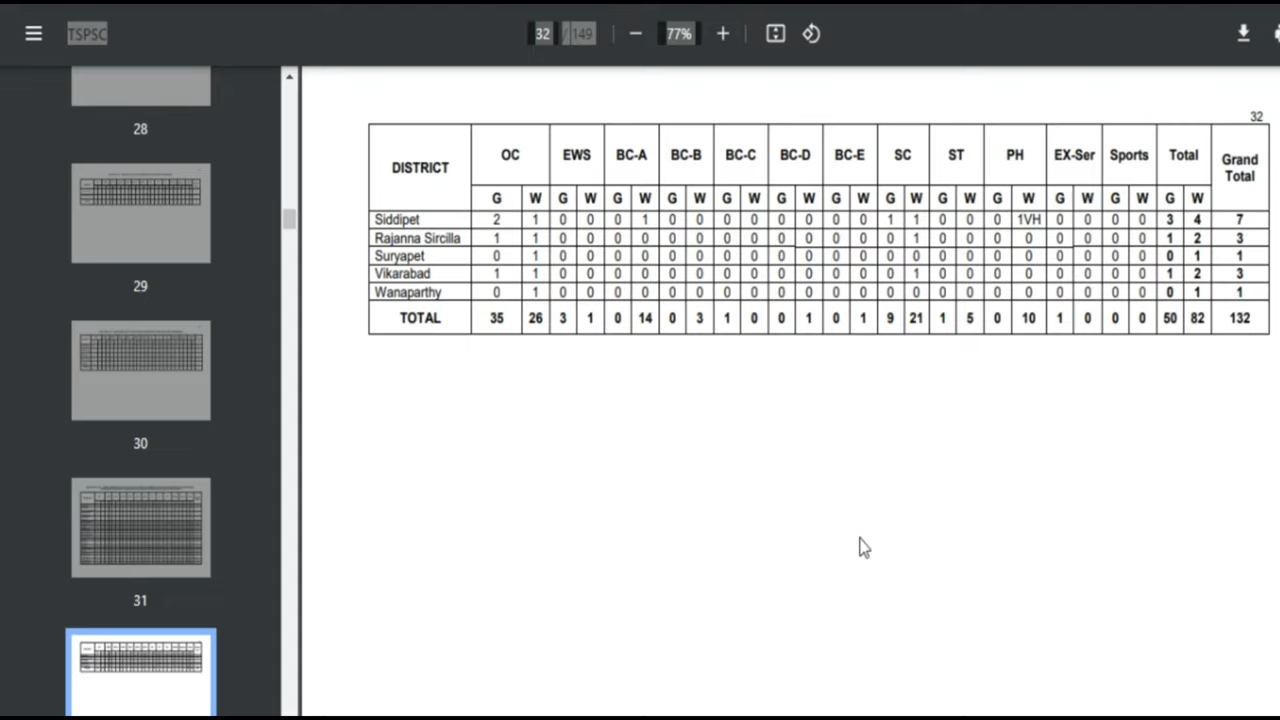 TSPSC 32 / 149 77%
28
29
30
31
32
DISTRICT OC EWS BC-A BC-B BC-C BC-D BC-E SC ST PH EX-Ser Sports Total Grand Total
G W G W G W G W G W G W G W G W G W G W G W G W G W
Siddipet 2 1 0 0 0 1 0 0 0 0 0 0 0 0 1 1 0 0 0 1VH 0 0 0 0 3 4 7
Rajanna Sircilla 1 1 0 0 0 0 0 0 0 0 0 0 0 0 0 1 0 0 0 0 0 0 0 0 1 2 3
Suryapet 0 1 0 0 0 0 0 0 0 0 0 0 0 0 0 0 0 0 0 0 0 0 0 0 0 1 1
Vikarabad 1 1 0 0 0 0 0 0 0 0 0 0 0 0 0 1 0 0 0 0 0 0 0 0 1 2 3
Wanaparthy 0 1 0 0 0 0 0 0 0 0 0 0 0 0 0 0 0 0 0 0 0 0 0 0 0 1 1
TOTAL 35 26 3 1 0 14 0 3 1 0 0 1 0 1 9 21 1 5 0 10 1 0 0 0 50 82 132